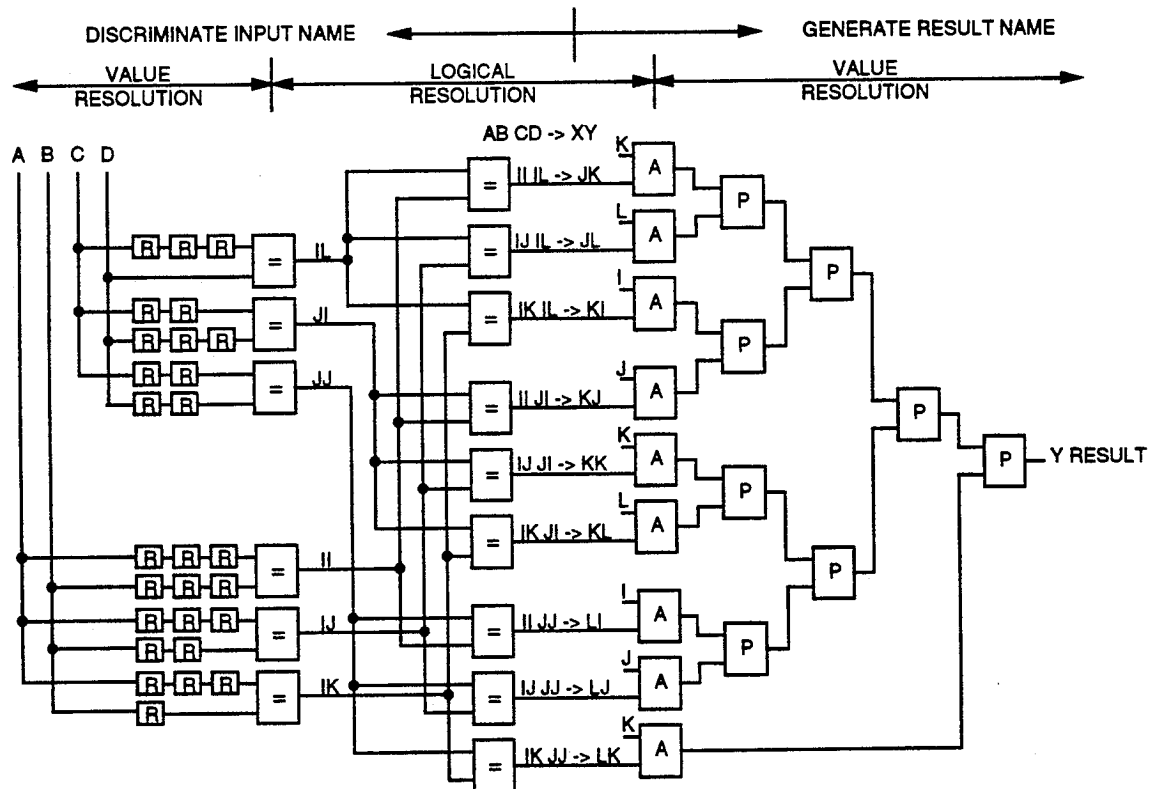 DISCRIMINATE INPUT NAME
GENERATE RESULT NAME
VALUE RESOLUTION
LOGICAL RESOLUTION
VALUE RESOLUTION
AB CD -> XY
A B C D
R R R = IL
R R
R R R = JI
R R
R R = JJ
R R R
R R R = II
R R R
R R = IJ
R R R
R = IK
= II IL -> JK K A
= IJ IL -> JL L A
P
= IK IL -> KI I A
= II JI -> KJ J A
P
P
= IJ JI -> KK K A
= IK JI -> KL L A
P
= II JJ -> LI I A
= IJ JJ -> LJ J A
P
P
P
= IK JJ -> LK K A
P Y RESULT